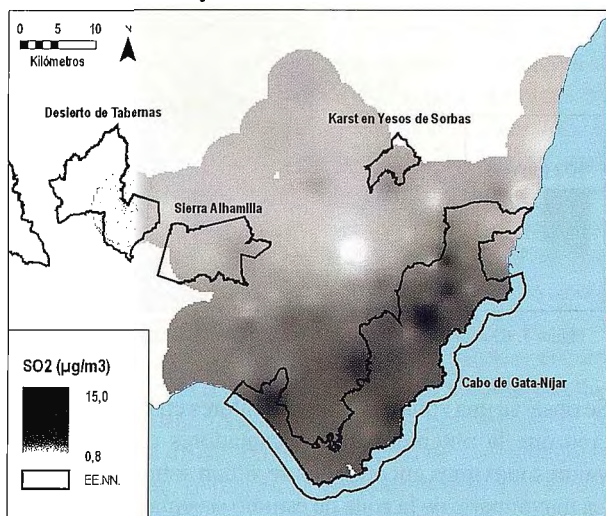 0 5 10
Kilómetros
N
Desierto de Tabernas
Karst en Yesos de Sorbas
Sierra Alhamilla
Cabo de Gata-Níjar
SO2 (µg/m3)
15,0
0,8
EE.NN.